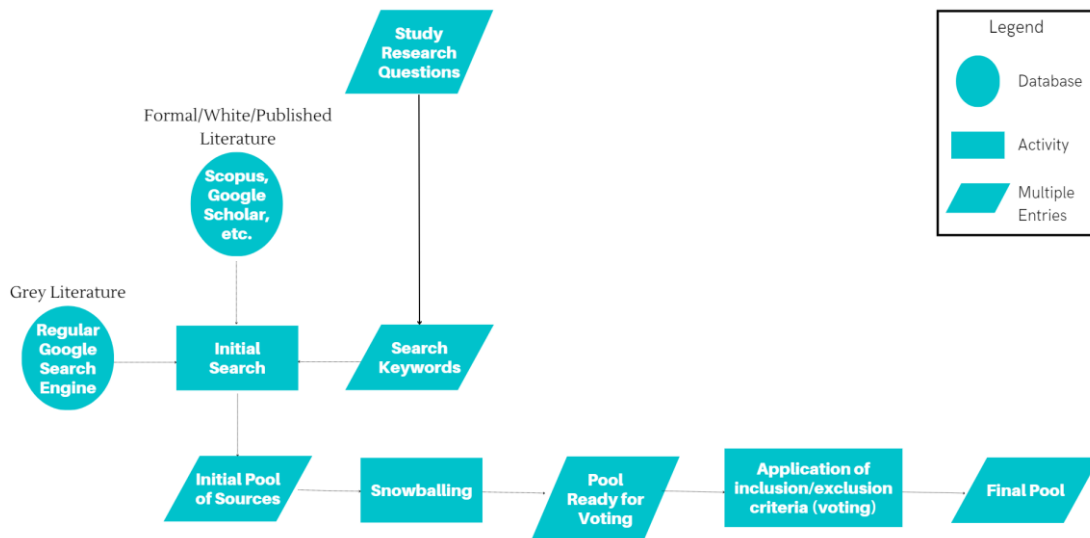 Study
Research
Questions
Legend
Database
Activity
Multiple
Entries
Formal/White/Published
Literature
Scopus,
Google
Scholar,
etc.
Grey Literature
Regular
Google
Search
Engine
Initial
Search
Search
Keywords
Initial Pool
of Sources
Snowballing
Pool
Ready for
Voting
Application of
inclusion/exclusion
criteria (voting)
Final Pool